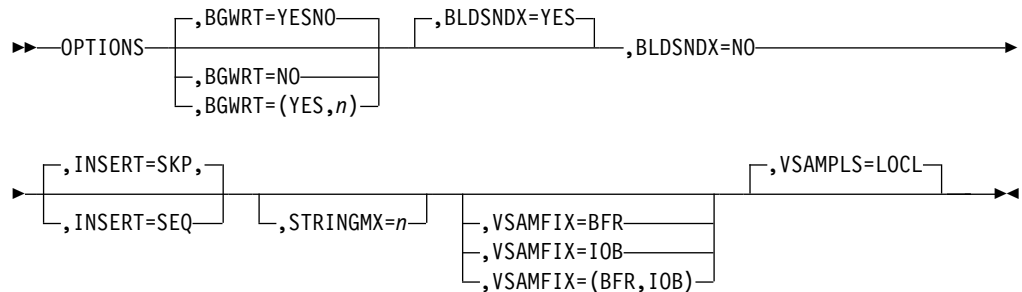 ,BGWRT=YESNO ,BLDSNDX=YES
OPTIONS ,BLDSNDX=NO
,BGWRT=NO
,BGWRT=(YES,n)
,INSERT=SKP, ,VSAMPLS=LOCL
,INSERT=SEQ ,STRINGMX=n ,VSAMFIX=BFR
,VSAMFIX=IOB
,VSAMFIX=(BFR,IOB)